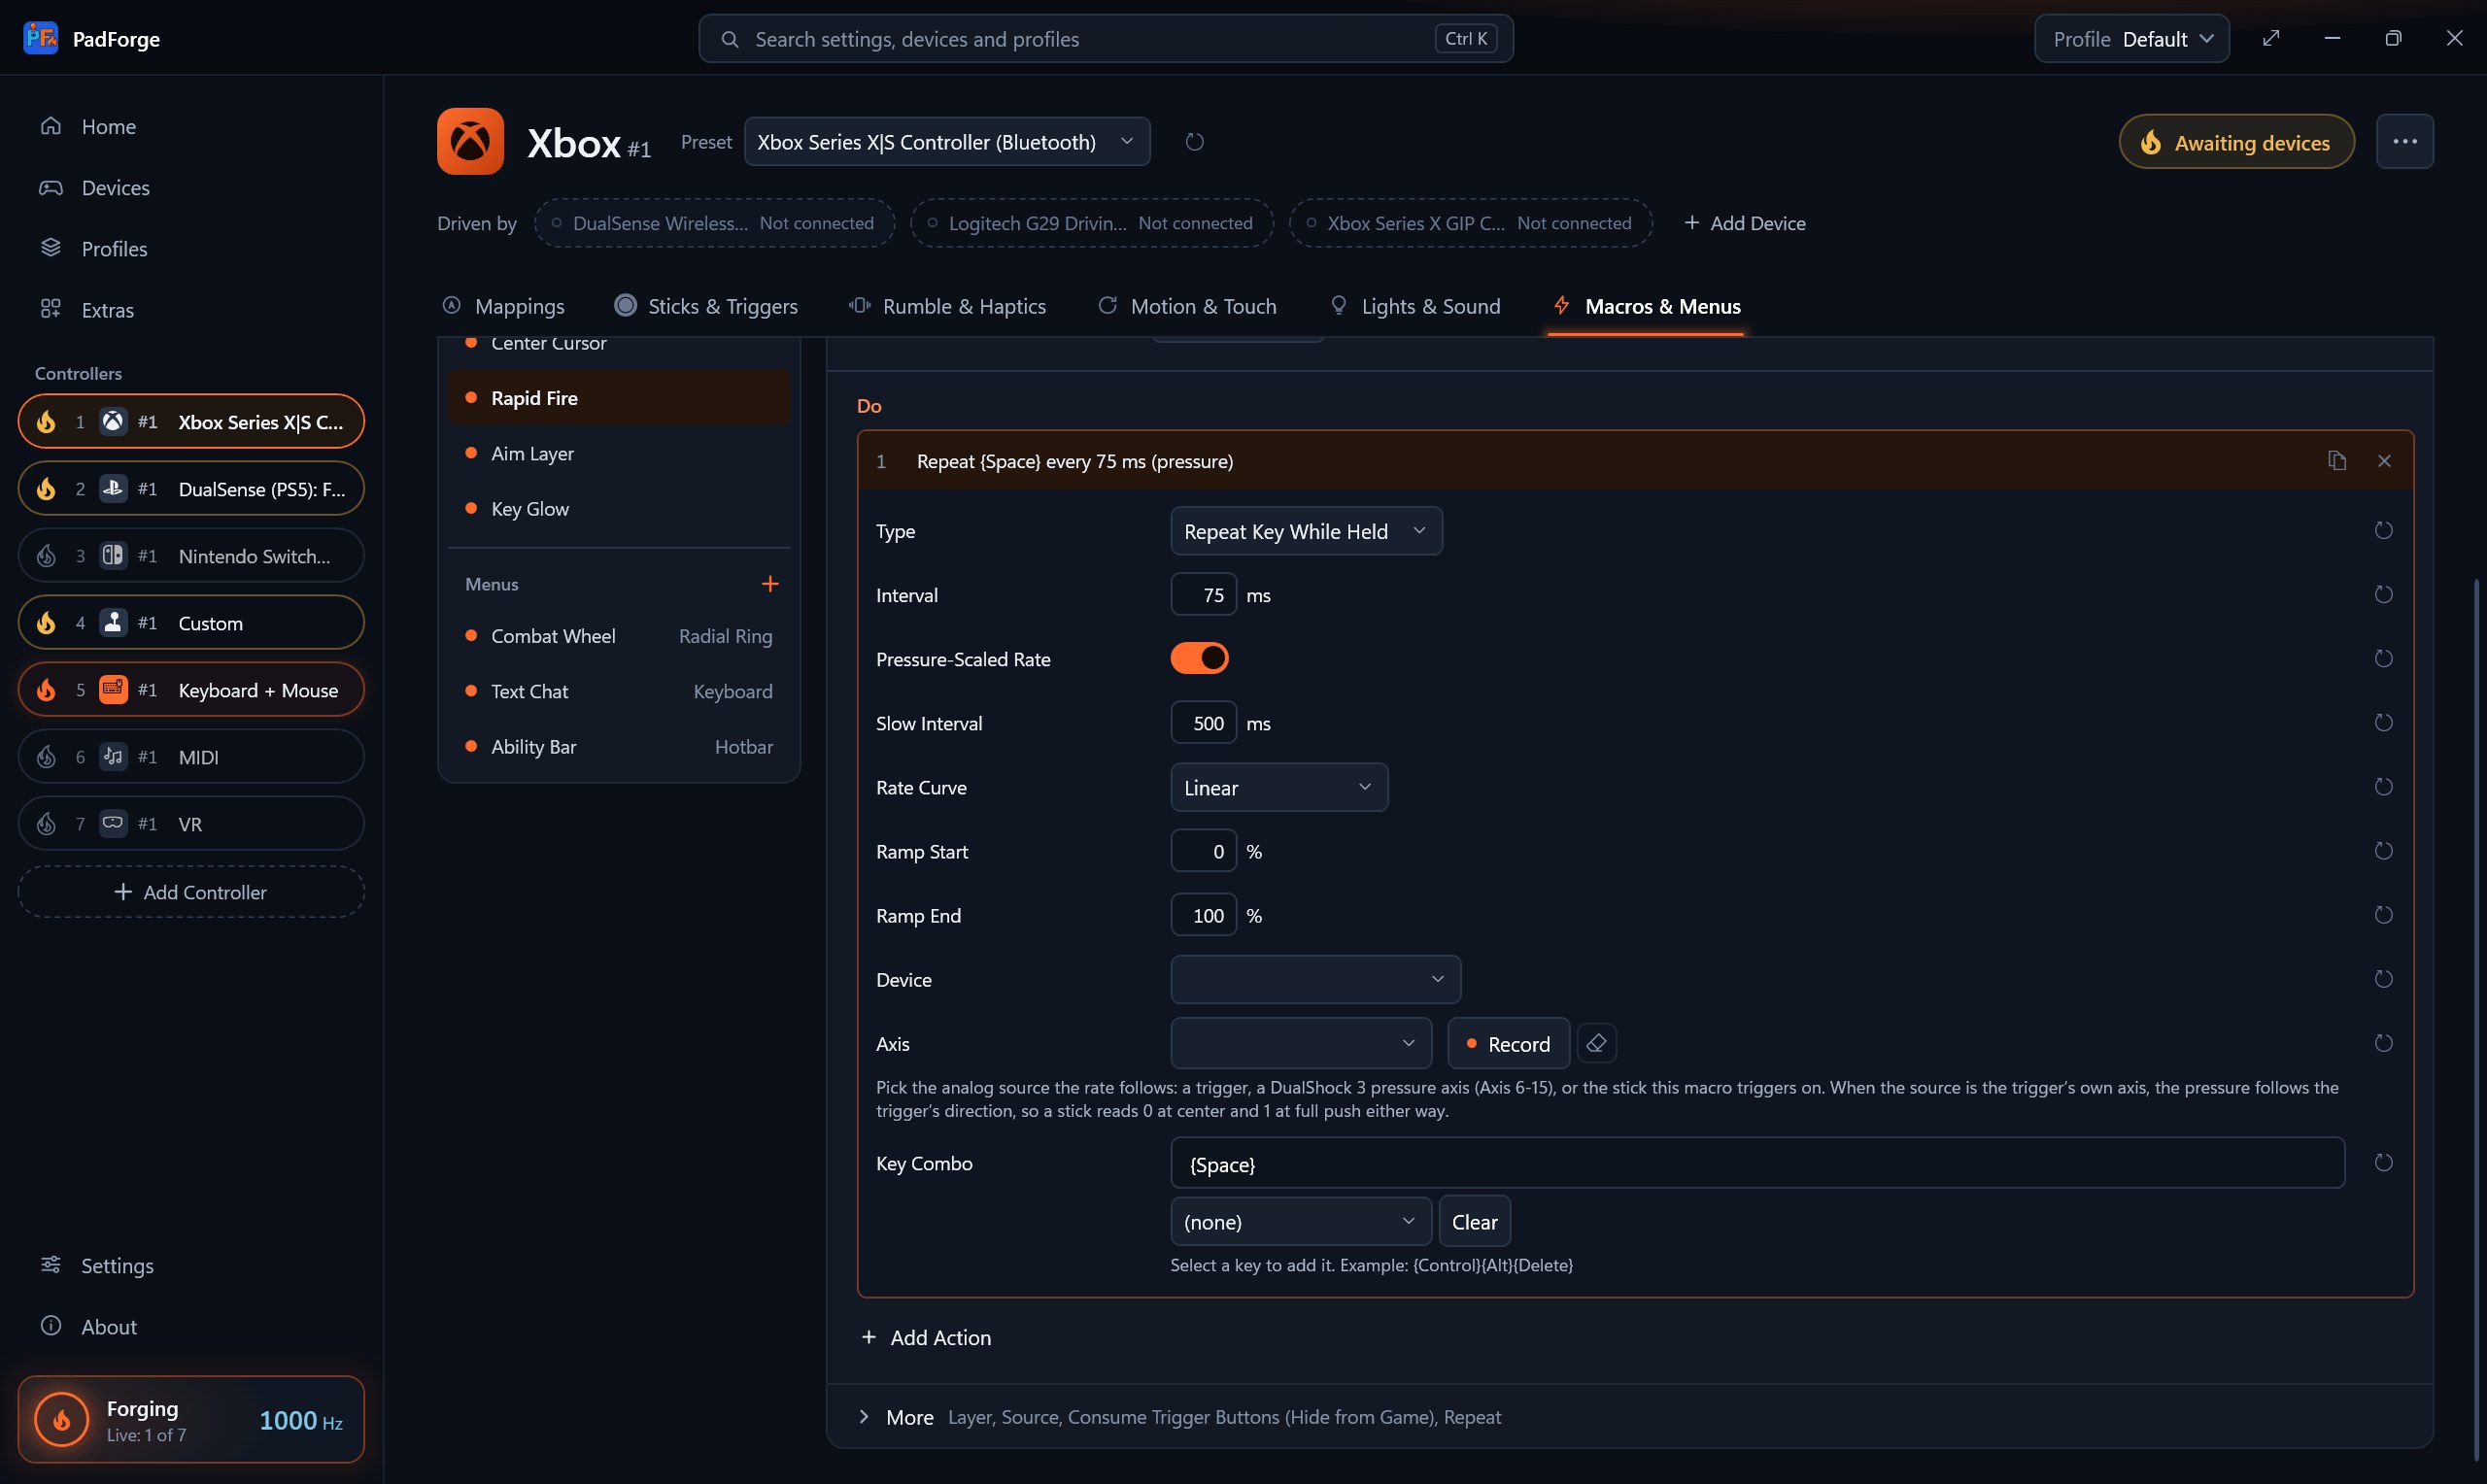 PadForge
Search settings, devices and profiles
Ctrl K
Profile Default
Home
Devices
Profiles
Extras
Controllers
1 #1 Xbox Series X|S C...
2 #1 DualSense (PS5): F...
3 #1 Nintendo Switch...
4 #1 Custom
5 #1 Keyboard + Mouse
6 #1 MIDI
7 #1 VR
+ Add Controller
Settings
About
Forging
Live: 1 of 7
1000 Hz
Xbox #1
Preset
Xbox Series X|S Controller (Bluetooth)
Awaiting devices
Driven by
DualSense Wireless... Not connected
Logitech G29 Drivin... Not connected
Xbox Series X GIP C... Not connected
+ Add Device
Mappings
Sticks & Triggers
Rumble & Haptics
Motion & Touch
Lights & Sound
Macros & Menus
Center Cursor
Rapid Fire
Aim Layer
Key Glow
Menus
Combat Wheel Radial Ring
Text Chat Keyboard
Ability Bar Hotbar
Do
1 Repeat {Space} every 75 ms (pressure)
Type Repeat Key While Held
Interval 75 ms
Pressure-Scaled Rate
Slow Interval 500 ms
Rate Curve Linear
Ramp Start 0 %
Ramp End 100 %
Device
Axis Record
Pick the analog source the rate follows: a trigger, a DualShock 3 pressure axis (Axis 6-15), or the stick this macro triggers on. When the source is the trigger's own axis, the pressure follows the
trigger's direction, so a stick reads 0 at center and 1 at full push either way.
Key Combo {Space}
(none) Clear
Select a key to add it. Example: {Control}{Alt}{Delete}
+ Add Action
More Layer, Source, Consume Trigger Buttons (Hide from Game), Repeat